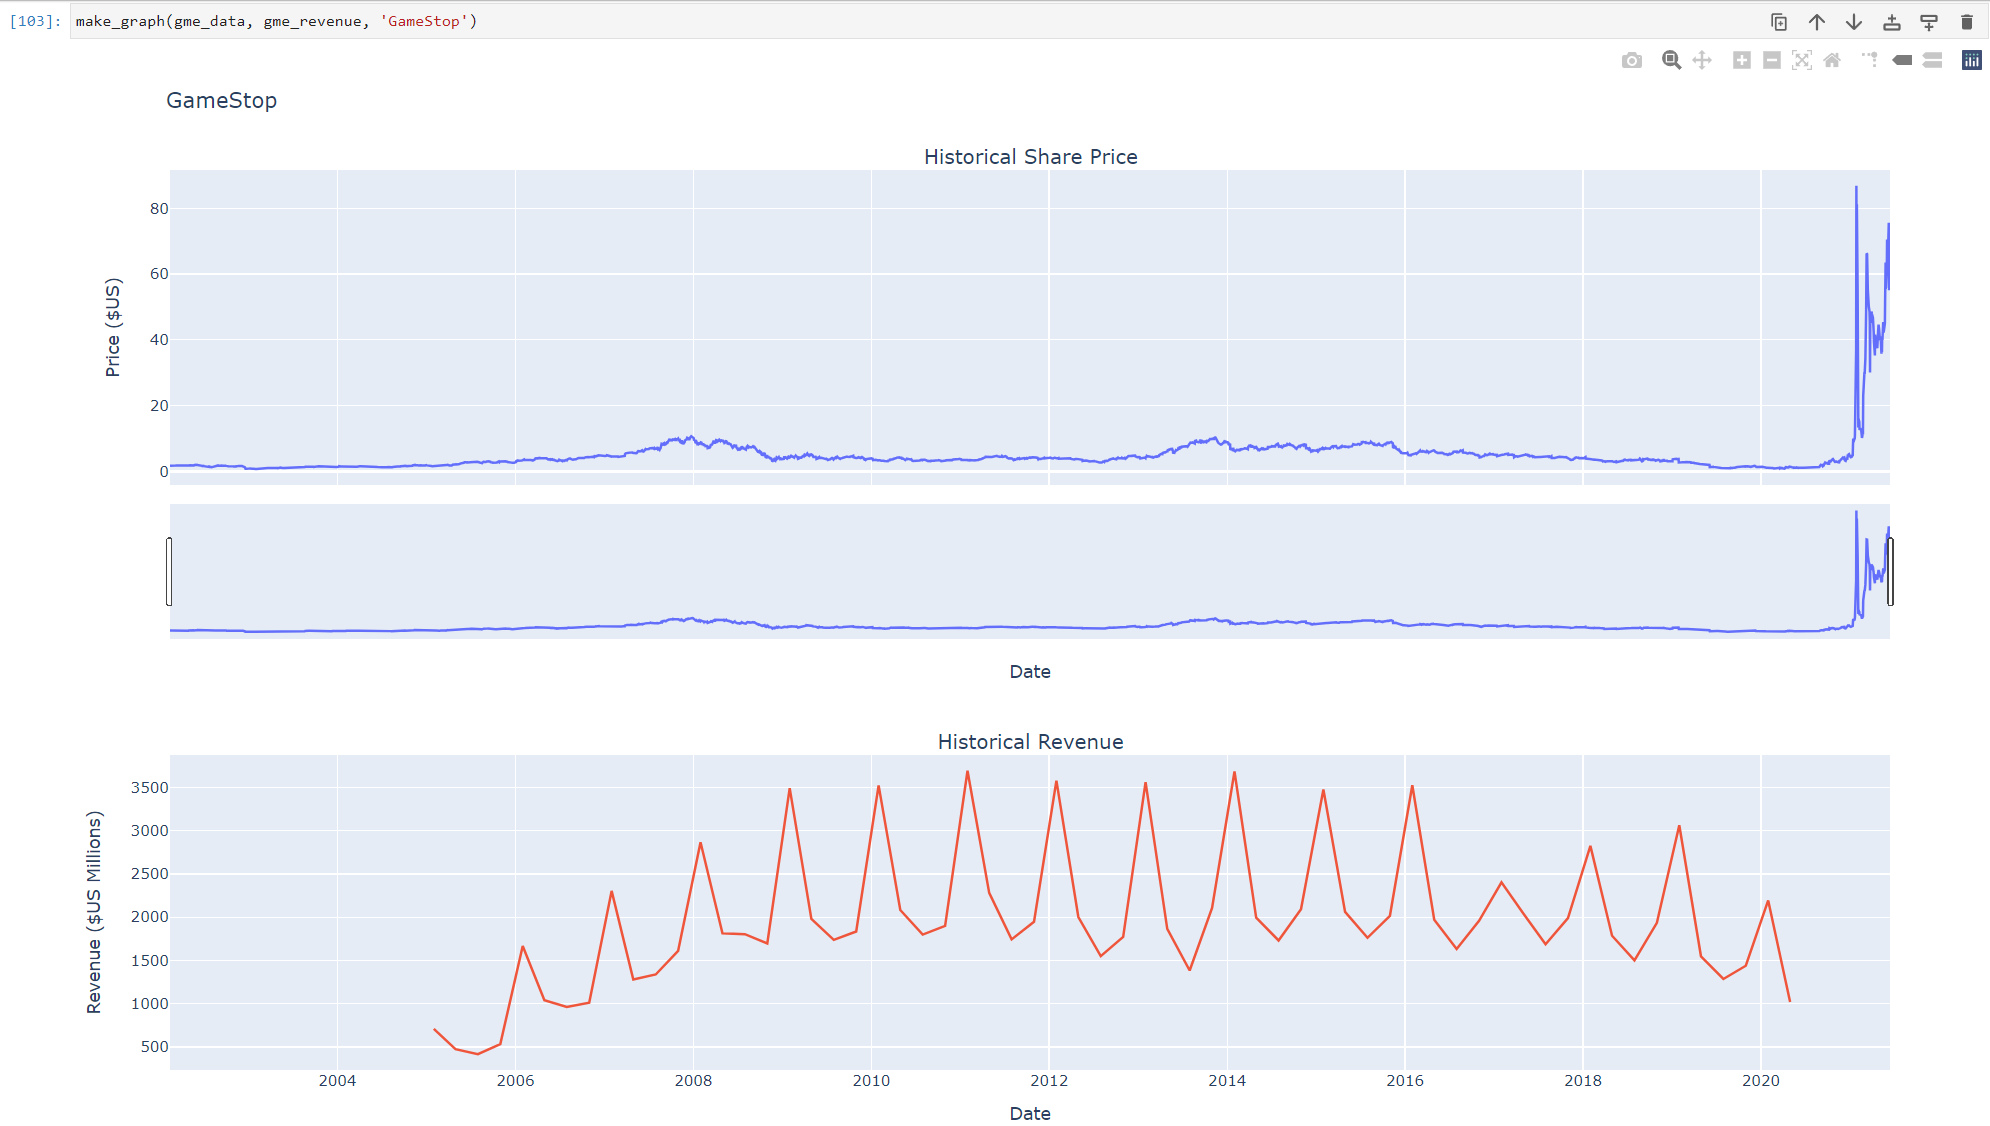 [103]: make_graph(gme_data, gme_revenue, 'GameStop')
GameStop
Historical Share Price
80
60
40
20
0
Price ($US)
Date
Historical Revenue
3500
3000
2500
2000
1500
1000
500
Revenue ($US Millions)
2004 2006 2008 2010 2012 2014 2016 2018 2020
Date